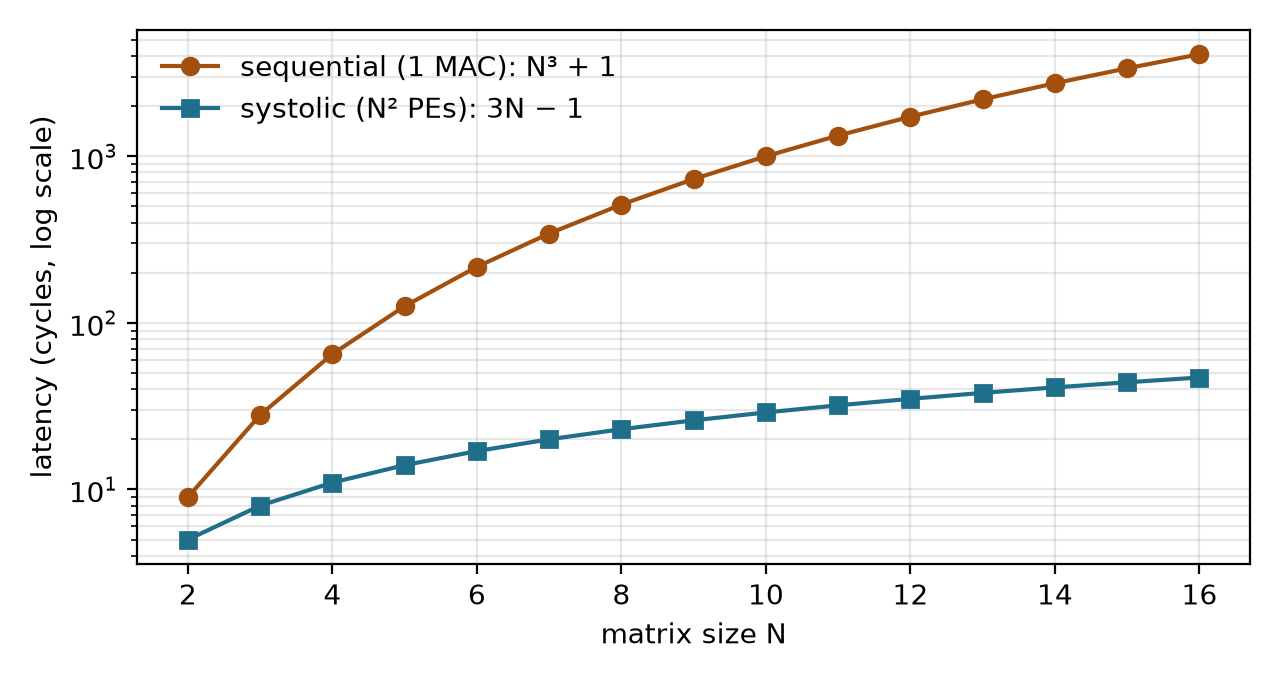 sequential (1 MAC): N³ + 1
systolic (N² PEs): 3N − 1
latency (cycles, log scale)
10³
10²
10¹
2 4 6 8 10 12 14 16
matrix size N